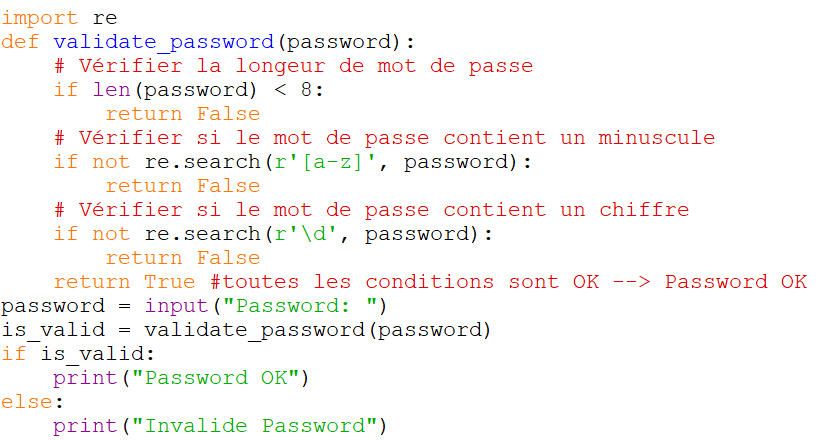 import re
def validate_password(password):
    # Vérifier la longeur de mot de passe
    if len(password) < 8:
        return False
    # Vérifier si le mot de passe contient un minuscule
    if not re.search(r'[a-z]', password):
        return False
    # Vérifier si le mot de passe contient un chiffre
    if not re.search(r'\d', password):
        return False
    return True #toutes les conditions sont OK --> Password OK
password = input("Password: ")
is_valid = validate_password(password)
if is_valid:
    print("Password OK")
else:
    print("Invalide Password")